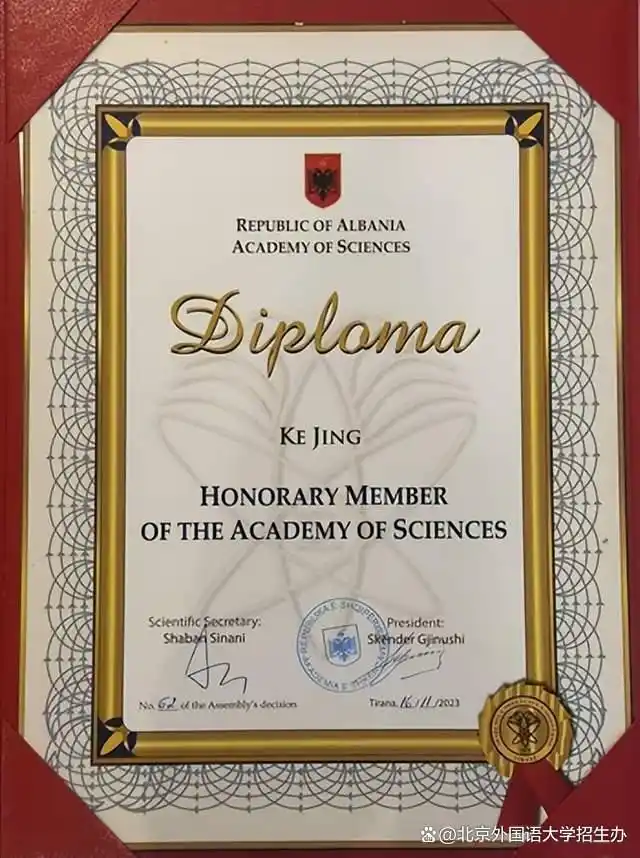 REPUBLIC OF ALBANIA
ACADEMY OF SCIENCES
Diploma
KE JING
HONORARY MEMBER
OF THE ACADEMY OF SCIENCES
Scientific Secretary:
Shaban Sinani
President:
Skënder Gjinushi
No. 62 of the Assembly's decision
Tirana, 16/11/2023
@北京外国语大学招生办